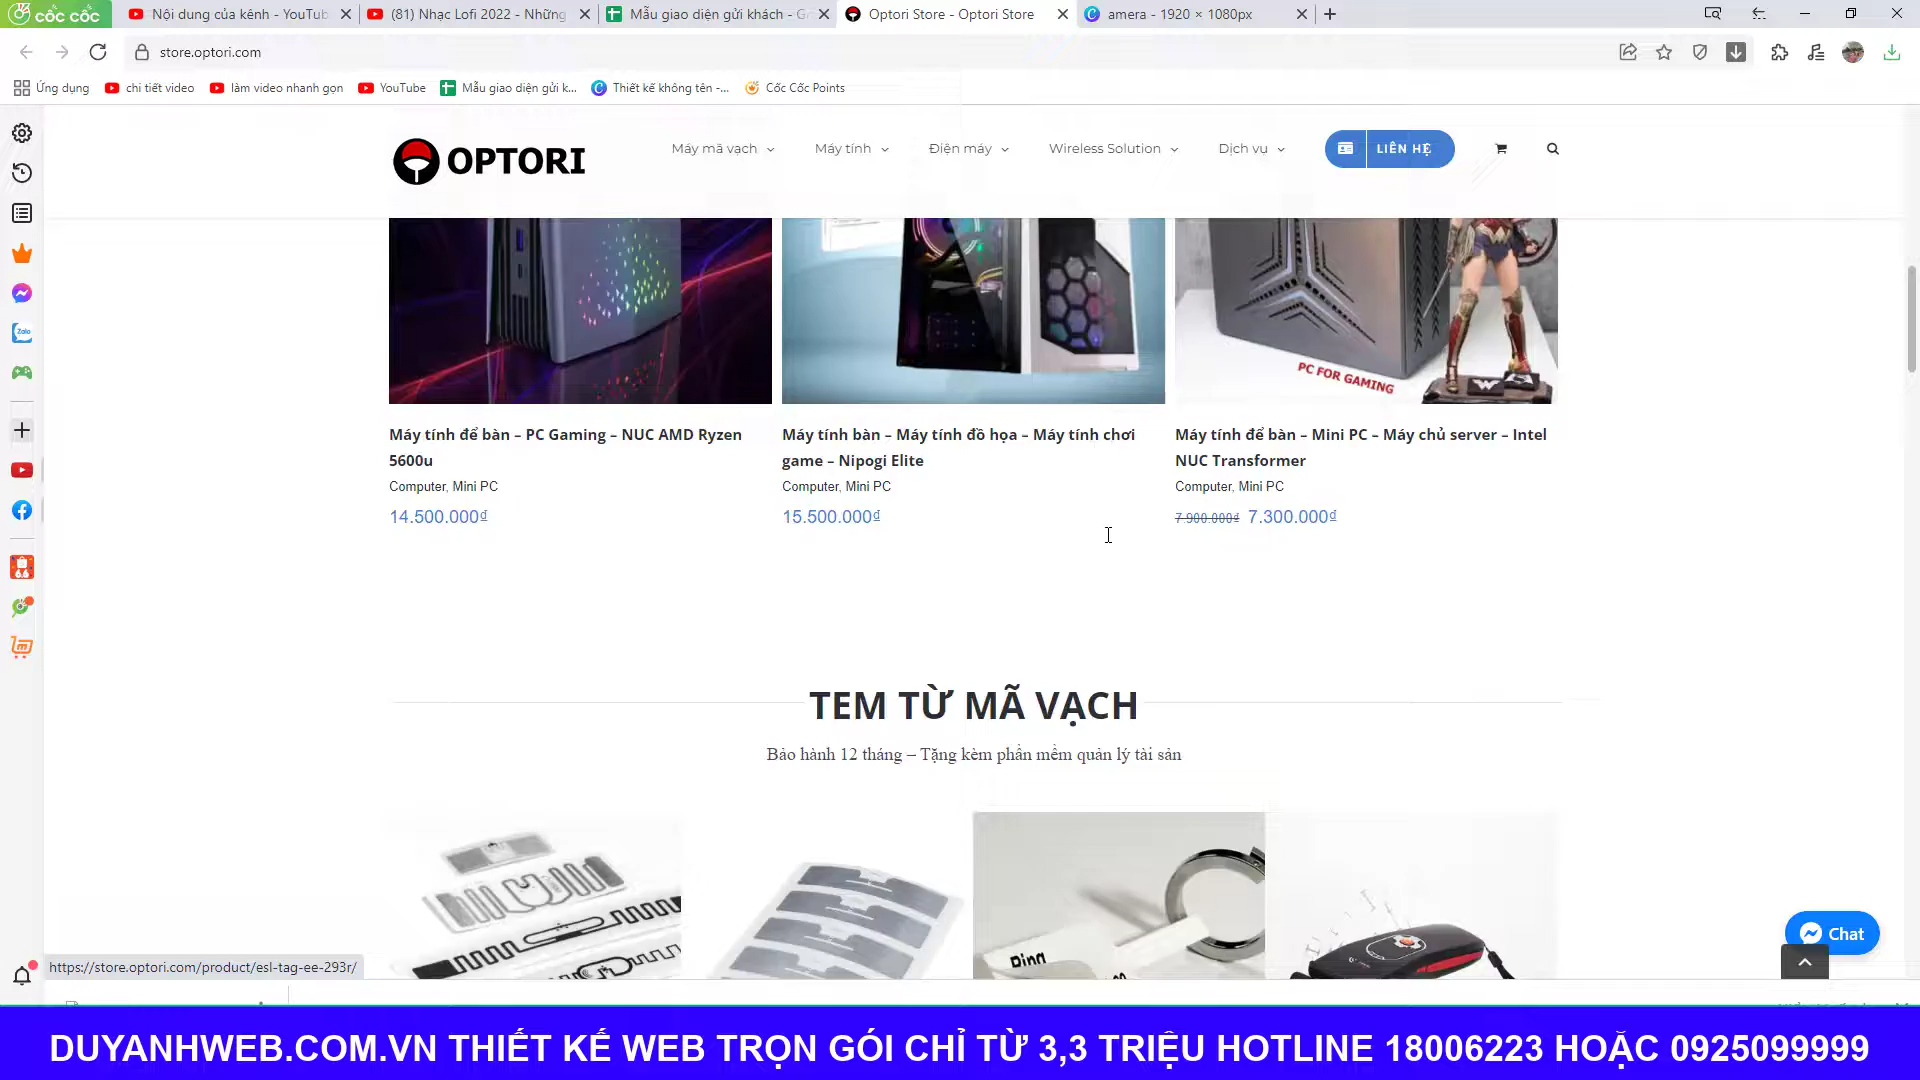 cốc cốc
Nội dung của kênh - YouTub
(81) Nhạc Lofi 2022 - Những
Mẫu giao diện gửi khách - Go
Optori Store - Optori Store
amera - 1920 × 1080px
store.optori.com
Ứng dụng
chi tiết video
làm video nhanh gọn
YouTube
Mẫu giao diện gửi k...
Thiết kế không tên -...
Cốc Cốc Points
OPTORI
Máy mã vạch
Máy tính
Điện máy
Wireless Solution
Dịch vụ
LIÊN HỆ
Zalo
PC FOR GAMING
Máy tính để bàn – PC Gaming – NUC AMD Ryzen
5600u
Computer, Mini PC
14.500.000₫
Máy tính bàn – Máy tính đồ họa – Máy tính chơi
game – Nipogi Elite
Computer, Mini PC
15.500.000₫
Máy tính để bàn – Mini PC – Máy chủ server – Intel
NUC Transformer
Computer, Mini PC
7.900.000₫ 7.300.000₫
TEM TỪ MÃ VẠCH
Bảo hành 12 tháng – Tặng kèm phần mềm quản lý tài sản
Ring
Chat
https://store.optori.com/product/esl-tag-ee-293r/
DUYANHWEB.COM.VN THIẾT KẾ WEB TRỌN GÓI CHỈ TỪ 3,3 TRIỆU HOTLINE 18006223 HOẶC 0925099999